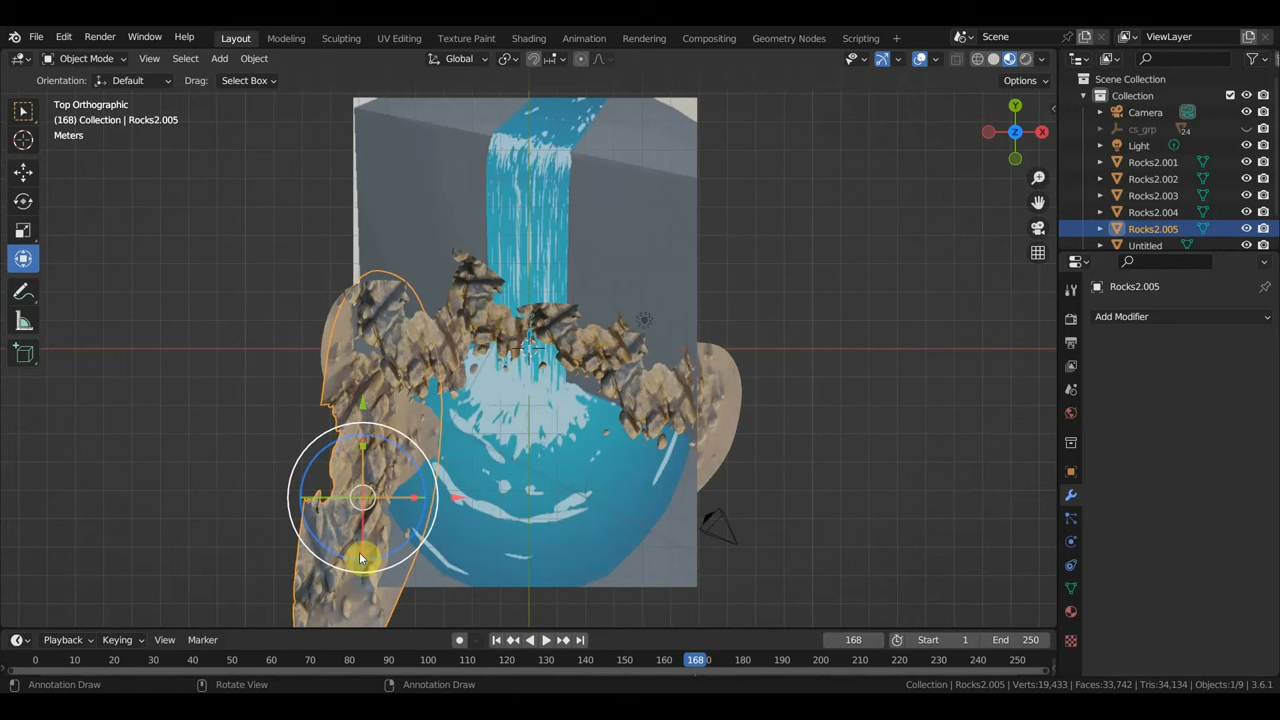 File Edit Render Window Help Layout Modeling Sculpting UV Editing Texture Paint Shading Animation Rendering Compositing Geometry Nodes Scripting + Scene ViewLayer
Object Mode View Select Add Object Global
Orientation: Default Drag: Select Box Options
Top Orthographic
(168) Collection | Rocks2.005
Meters
Y
Z
X
Scene Collection
Collection
Camera
cs_grp 24
Light
Rocks2.001
Rocks2.002
Rocks2.003
Rocks2.004
Rocks2.005
Untitled
Rocks2.005
Add Modifier
Playback Keying View Marker 168 Start 1 End 250
0 10 20 30 40 50 60 70 80 90 100 110 120 130 140 150 160 168 180 190 200 210 220 230 240 250
Annotation Draw Rotate View Annotation Draw Collection | Rocks2.005 | Verts:19,433 | Faces:33,742 | Tris:34,134 | Objects:1/9 | 3.6.1